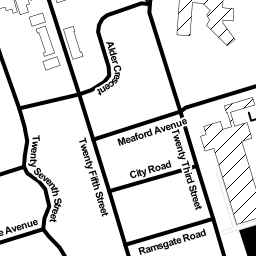 Alder Crescent
Meaford Avenue
Twenty Seventh Street
Twenty Fifth Street
Twenty Third Street
City Road
e Avenue
Ramsgate Road
L